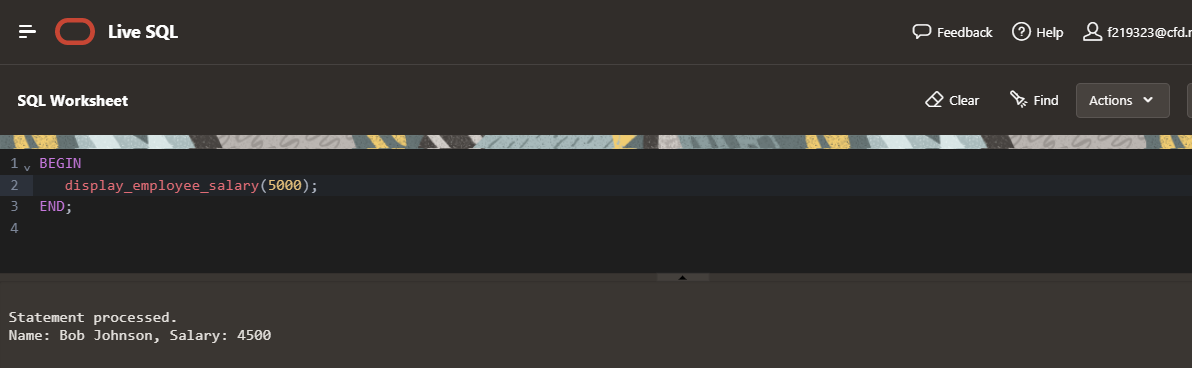 Live SQL
Feedback
Help
f219323@cfd.
SQL Worksheet
Clear
Find
Actions
1 BEGIN
2 display_employee_salary(5000);
3 END;
4
Statement processed.
Name: Bob Johnson, Salary: 4500